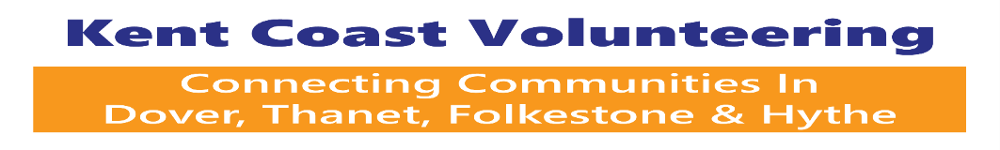 Kent Coast Volunteering
Connecting Communities In
Dover, Thanet, Folkestone & Hythe